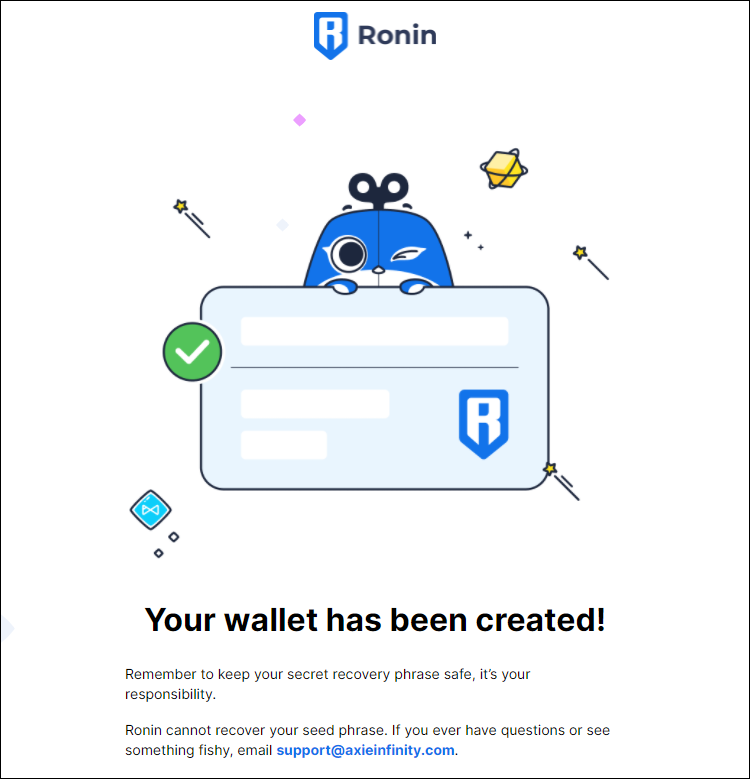 Ronin
Your wallet has been created!
Remember to keep your secret recovery phrase safe, it's your
responsibility.
Ronin cannot recover your seed phrase. If you ever have questions or see
something fishy, email support@axieinfinity.com.